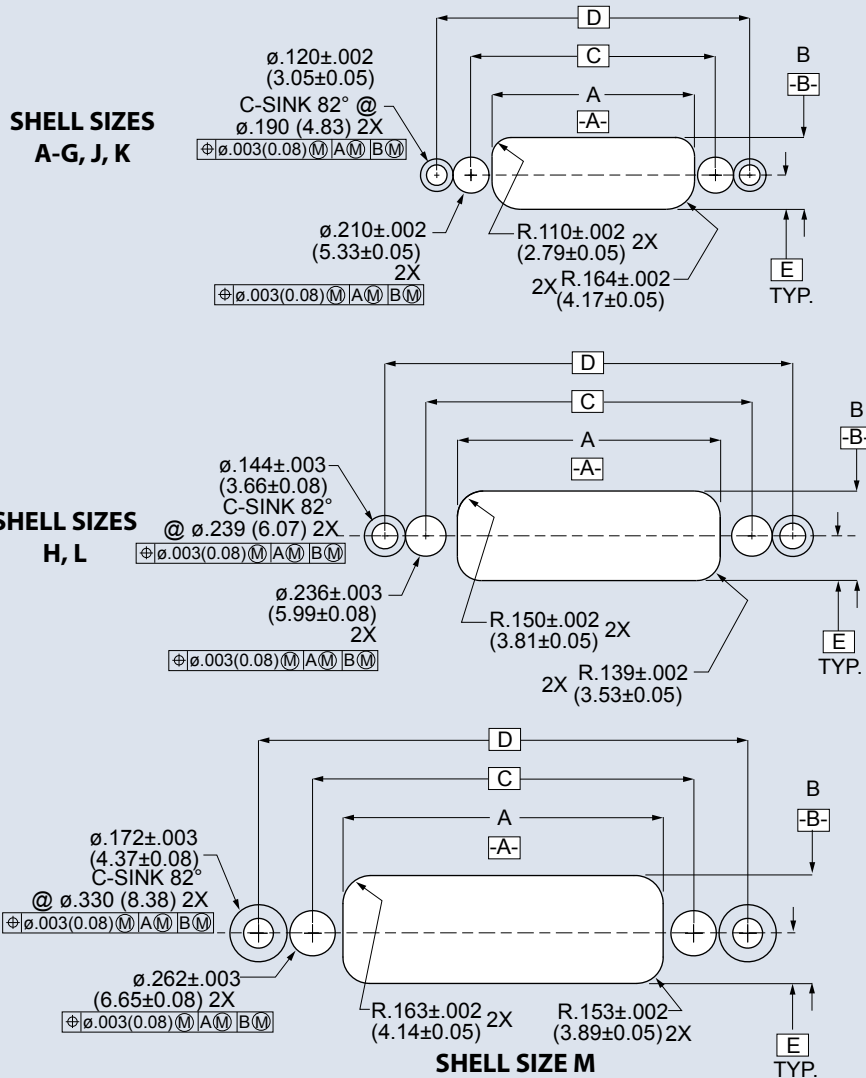 D
C
B
-B-
A
-A-
ø.120±.002
(3.05±0.05)
C-SINK 82° @
ø.190 (4.83) 2X
⌖ ø.003(0.08)Ⓜ AⓂ BⓂ
SHELL SIZES
A-G, J, K
ø.210±.002
(5.33±0.05)
2X
⌖ ø.003(0.08)Ⓜ AⓂ BⓂ
R.110±.002 2X
(2.79±0.05)
2X R.164±.002
(4.17±0.05)
E
TYP.
D
C
B
-B-
A
-A-
ø.144±.003
(3.66±0.08)
C-SINK 82°
@ ø.239 (6.07) 2X
⌖ ø.003(0.08)Ⓜ AⓂ BⓂ
SHELL SIZES
H, L
ø.236±.003
(5.99±0.08)
2X
⌖ ø.003(0.08)Ⓜ AⓂ BⓂ
R.150±.002 2X
(3.81±0.05)
2X R.139±.002
(3.53±0.05)
E
TYP.
D
C
B
-B-
A
-A-
ø.172±.003
(4.37±0.08)
C-SINK 82°
@ ø.330 (8.38) 2X
⌖ ø.003(0.08)Ⓜ AⓂ BⓂ
ø.262±.003
(6.65±0.08) 2X
⌖ ø.003(0.08)Ⓜ AⓂ BⓂ
R.163±.002 2X
(4.14±0.05)
R.153±.002
(3.89±0.05) 2X
E
TYP.
SHELL SIZE M